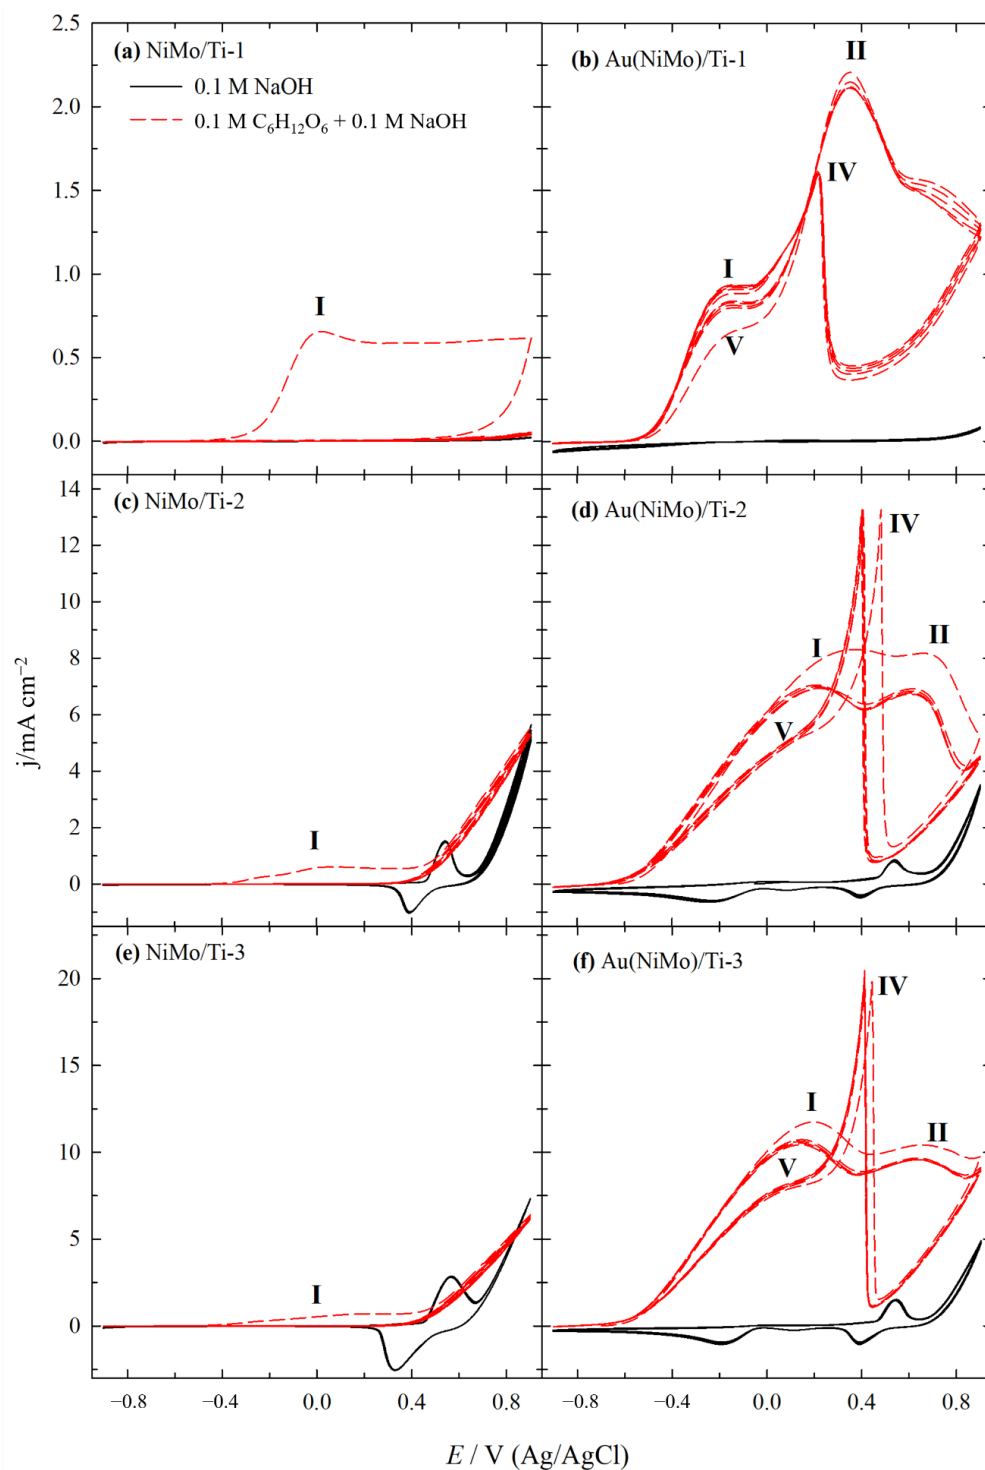 (a) NiMo/Ti-1
0.1 M NaOH
0.1 M C₆H₁₂O₆ + 0.1 M NaOH
I
2.5
2.0
1.5
1.0
0.5
0.0
(b) Au(NiMo)/Ti-1
II
IV
I
V
(c) NiMo/Ti-2
I
14
12
10
8
6
4
2
0
(d) Au(NiMo)/Ti-2
IV
I
II
V
(e) NiMo/Ti-3
I
20
15
10
5
0
(f) Au(NiMo)/Ti-3
IV
I
II
V
j/mA cm⁻²
−0.8 −0.4 0.0 0.4 0.8
−0.8 −0.4 0.0 0.4 0.8
E / V (Ag/AgCl)